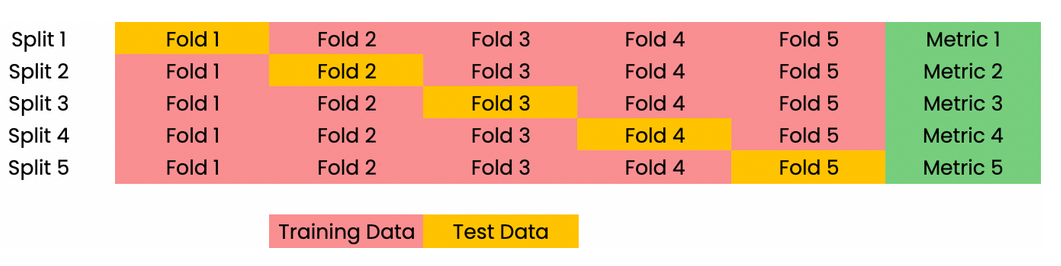 Split 1 Fold 1 Fold 2 Fold 3 Fold 4 Fold 5 Metric 1
Split 2 Fold 1 Fold 2 Fold 3 Fold 4 Fold 5 Metric 2
Split 3 Fold 1 Fold 2 Fold 3 Fold 4 Fold 5 Metric 3
Split 4 Fold 1 Fold 2 Fold 3 Fold 4 Fold 5 Metric 4
Split 5 Fold 1 Fold 2 Fold 3 Fold 4 Fold 5 Metric 5
Training Data Test Data